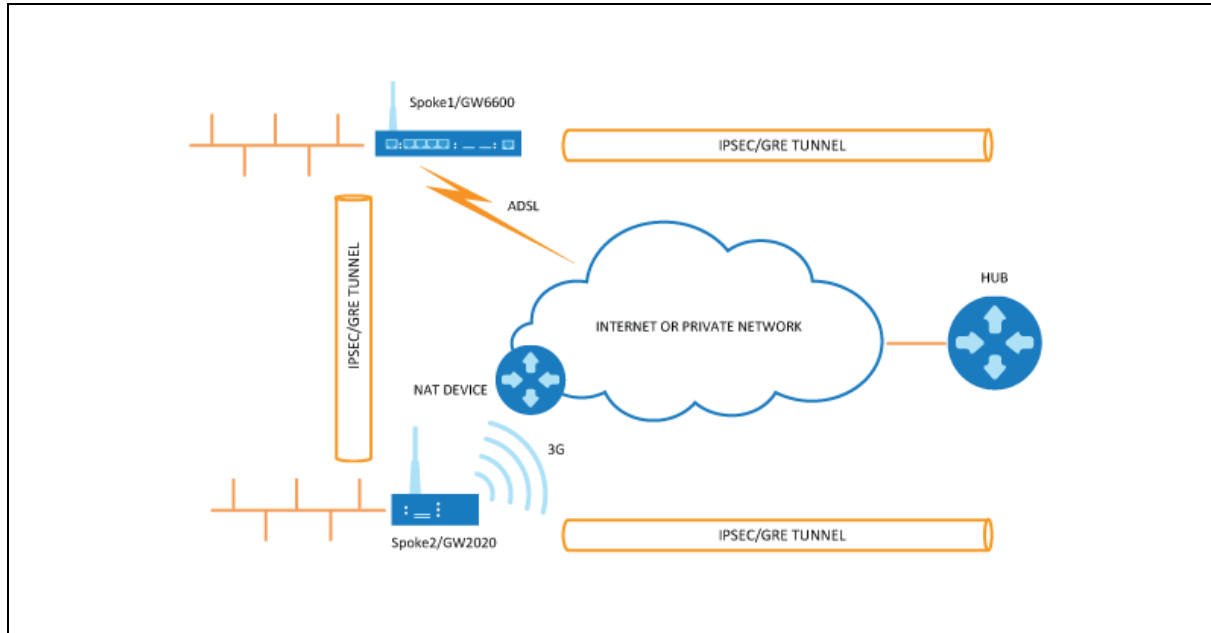 Spoke1/GW6600
IPSEC/GRE TUNNEL
ADSL
IPSEC/GRE TUNNEL
HUB
INTERNET OR PRIVATE NETWORK
NAT DEVICE
3G
IPSEC/GRE TUNNEL
Spoke2/GW2020